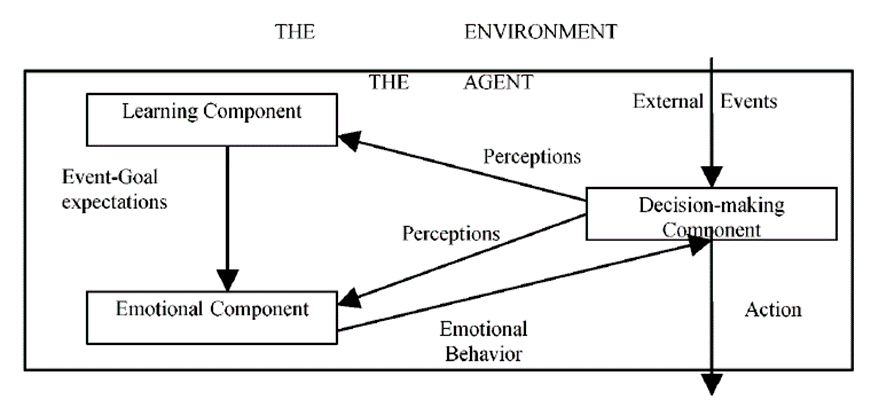 THE ENVIRONMENT
THE AGENT
Learning Component
External Events
Perceptions
Event-Goal
expectations
Decision-making
Component
Perceptions
Emotional Component
Emotional
Behavior
Action